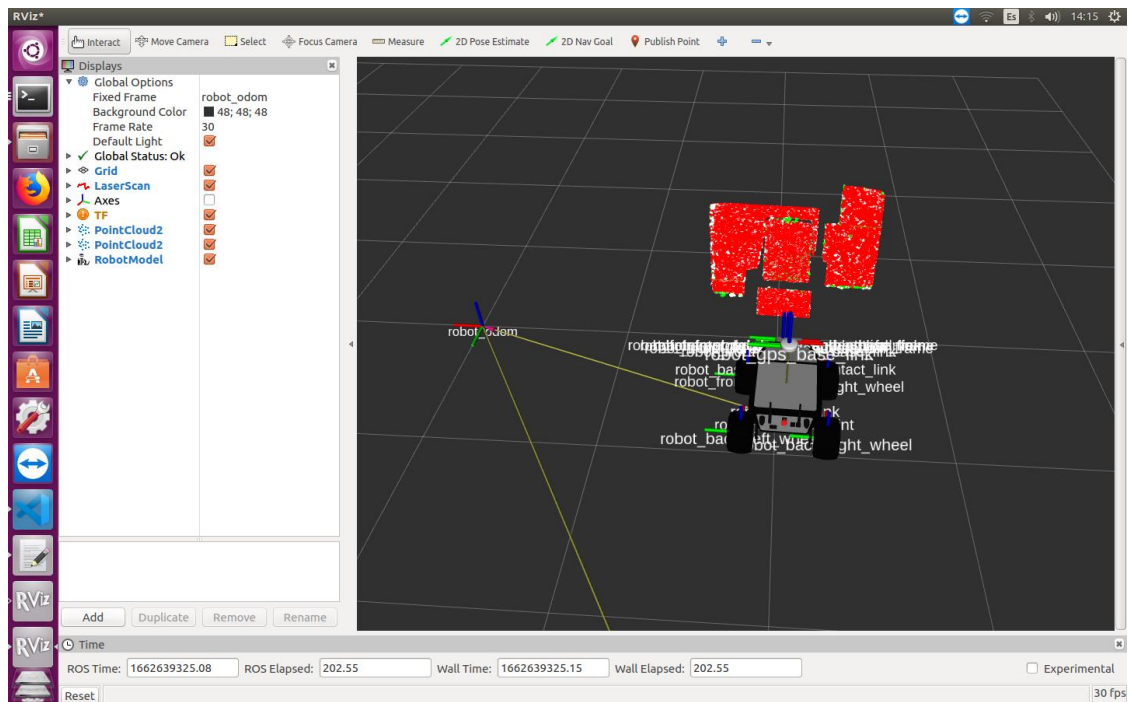 RViz*
Es
14:15
Interact Move Camera Select Focus Camera Measure 2D Pose Estimate 2D Nav Goal Publish Point
Displays
Global Options
Fixed Frame robot_odom
Background Color 48; 48; 48
Frame Rate 30
Default Light
Global Status: Ok
Grid
LaserScan
Axes
TF
PointCloud2
PointCloud2
RobotModel
robot_odom
robot_gps_base_link
ght_wheel
ght_wheel
RViz
RViz
Add Duplicate Remove Rename
Time
ROS Time: 1662639325.08 ROS Elapsed: 202.55 Wall Time: 1662639325.15 Wall Elapsed: 202.55 Experimental
Reset 30 fps